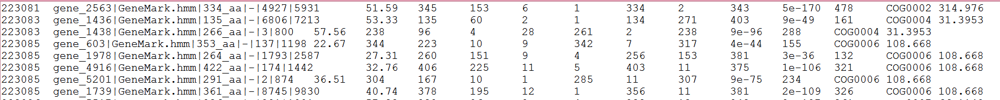 223081 gene_2563|GeneMark.hmm|334_aa|-|4927|5931 51.59 345 153 6 1 334 2 343 5e-170 478 COG0002 314.976
223083 gene_1436|GeneMark.hmm|135_aa|-|6806|7213 53.33 135 60 2 1 134 271 403 9e-49 161 COG0004 31.3953
223083 gene_1438|GeneMark.hmm|266_aa|-|3|800 57.56 238 96 4 28 261 2 238 9e-96 288 COG0004 31.3953
223085 gene_603|GeneMark.hmm|353_aa|-|137|1198 22.67 344 223 10 9 342 7 317 4e-44 155 COG0006 108.668
223085 gene_1978|GeneMark.hmm|264_aa|-|1793|2587 27.31 260 151 9 4 256 153 381 3e-36 132 COG0006 108.668
223085 gene_4916|GeneMark.hmm|422_aa|-|174|1442 32.76 406 225 11 5 403 11 375 1e-106 321 COG0006 108.668
223085 gene_5201|GeneMark.hmm|291_aa|-|2|874 36.51 304 167 10 1 285 11 307 9e-75 234 COG0006 108.668
223085 gene_1739|GeneMark.hmm|361_aa|-|8745|9830 40.74 378 195 12 1 356 11 381 2e-109 326 COG0006 108.668